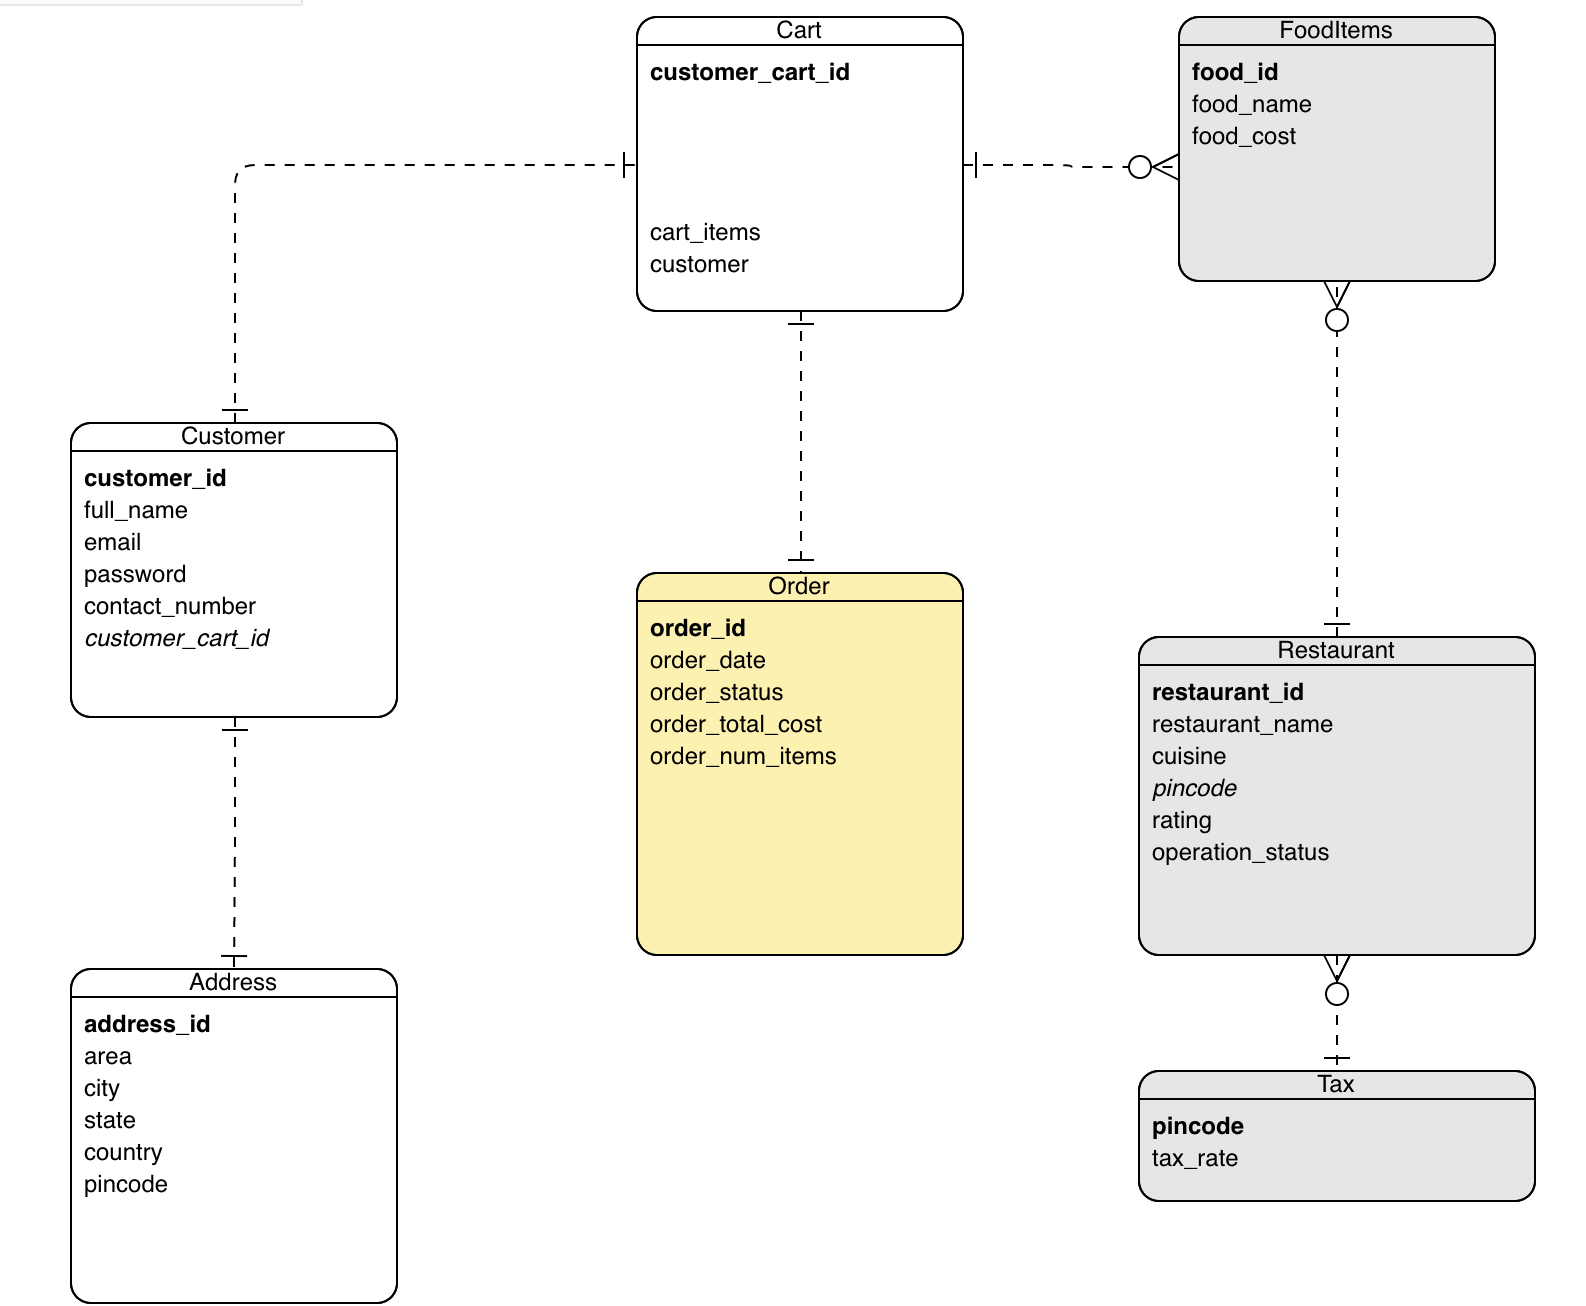 Cart
customer_cart_id
cart_items
customer
FoodItems
food_id
food_name
food_cost
Customer
customer_id
full_name
email
password
contact_number
customer_cart_id
Order
order_id
order_date
order_status
order_total_cost
order_num_items
Restaurant
restaurant_id
restaurant_name
cuisine
pincode
rating
operation_status
Address
address_id
area
city
state
country
pincode
Tax
pincode
tax_rate